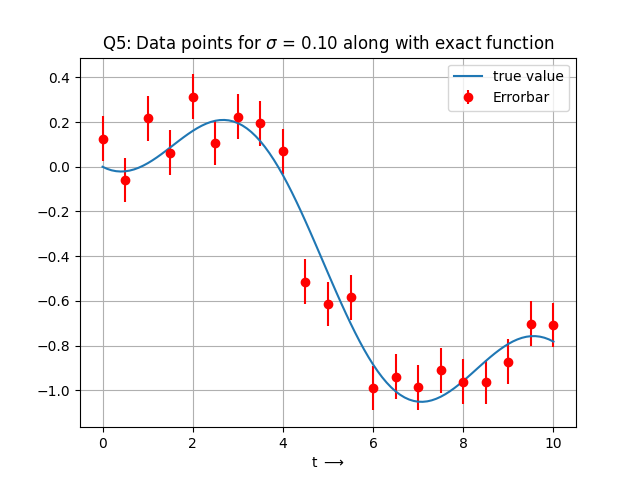 Q5: Data points for σ = 0.10 along with exact function
true value
Errorbar
0.4
0.2
0.0
−0.2
−0.4
−0.6
−0.8
−1.0
0 2 4 6 8 10
t ⟶